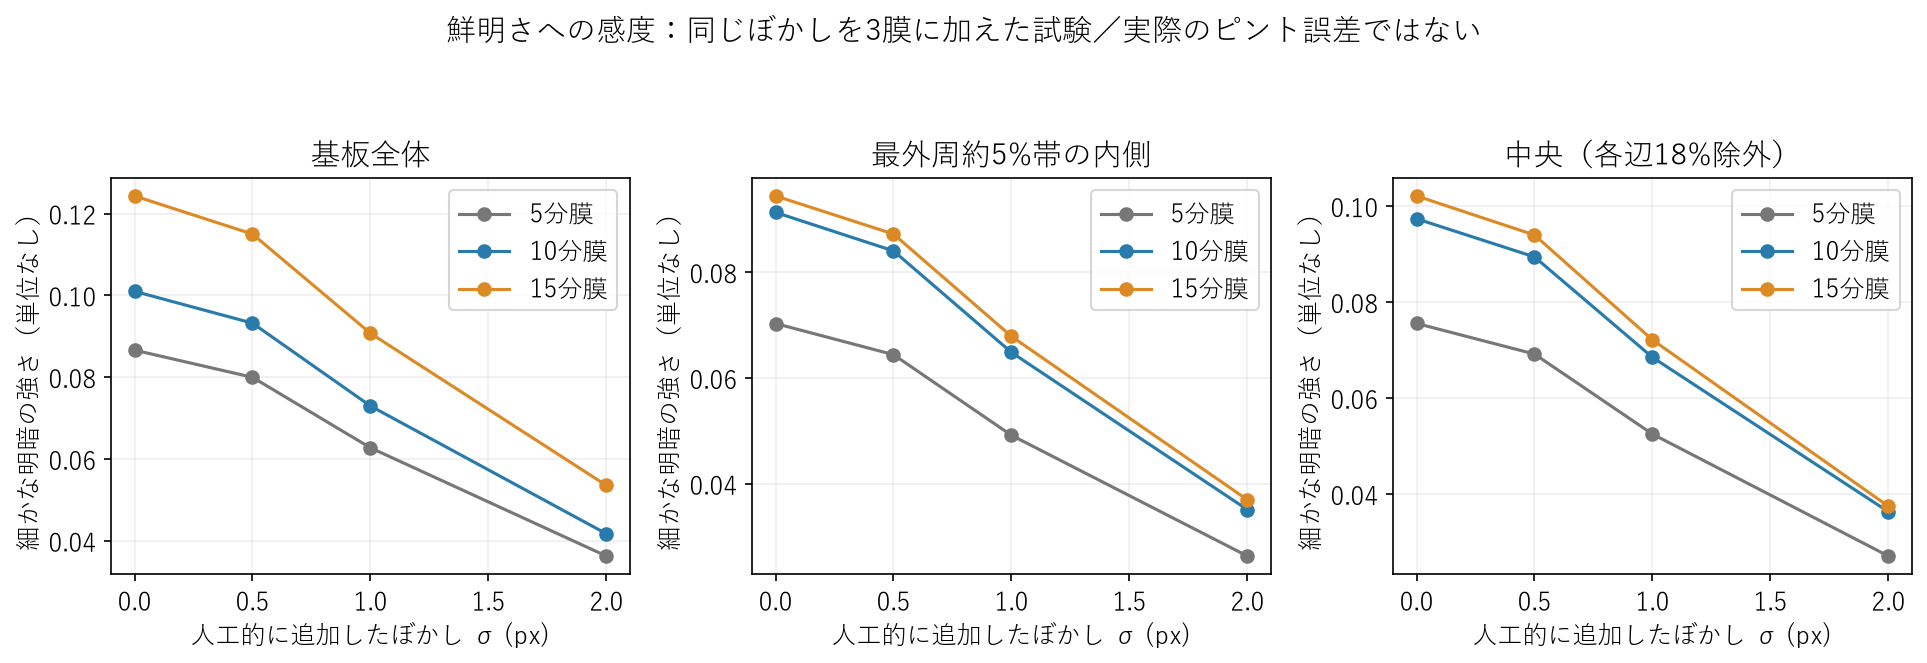 鮮明さへの感度：同じぼかしを3膜に加えた試験／実際のピント誤差ではない
基板全体
細かな明暗の強さ（単位なし）
0.12
0.10
0.08
0.06
0.04
5分膜
10分膜
15分膜
0.0 0.5 1.0 1.5 2.0
人工的に追加したぼかし σ (px)
最外周約5%帯の内側
細かな明暗の強さ（単位なし）
0.08
0.06
0.04
5分膜
10分膜
15分膜
0.0 0.5 1.0 1.5 2.0
人工的に追加したぼかし σ (px)
中央（各辺18%除外）
細かな明暗の強さ（単位なし）
0.10
0.08
0.06
0.04
5分膜
10分膜
15分膜
0.0 0.5 1.0 1.5 2.0
人工的に追加したぼかし σ (px)